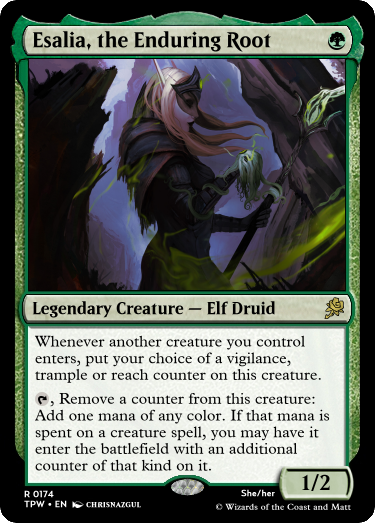 Esalia, the Enduring Root
Legendary Creature — Elf Druid
Whenever another creature you control
enters, put your choice of a vigilance,
trample or reach counter on this creature.
, Remove a counter from this creature:
Add one mana of any color. If that mana is
spent on a creature spell, you may have it
enter the battlefield with an additional
counter of that kind on it.
1/2
R 0174
She/her
TPW • EN CHRISNAZGUL
© Wizards of the Coast and Matt